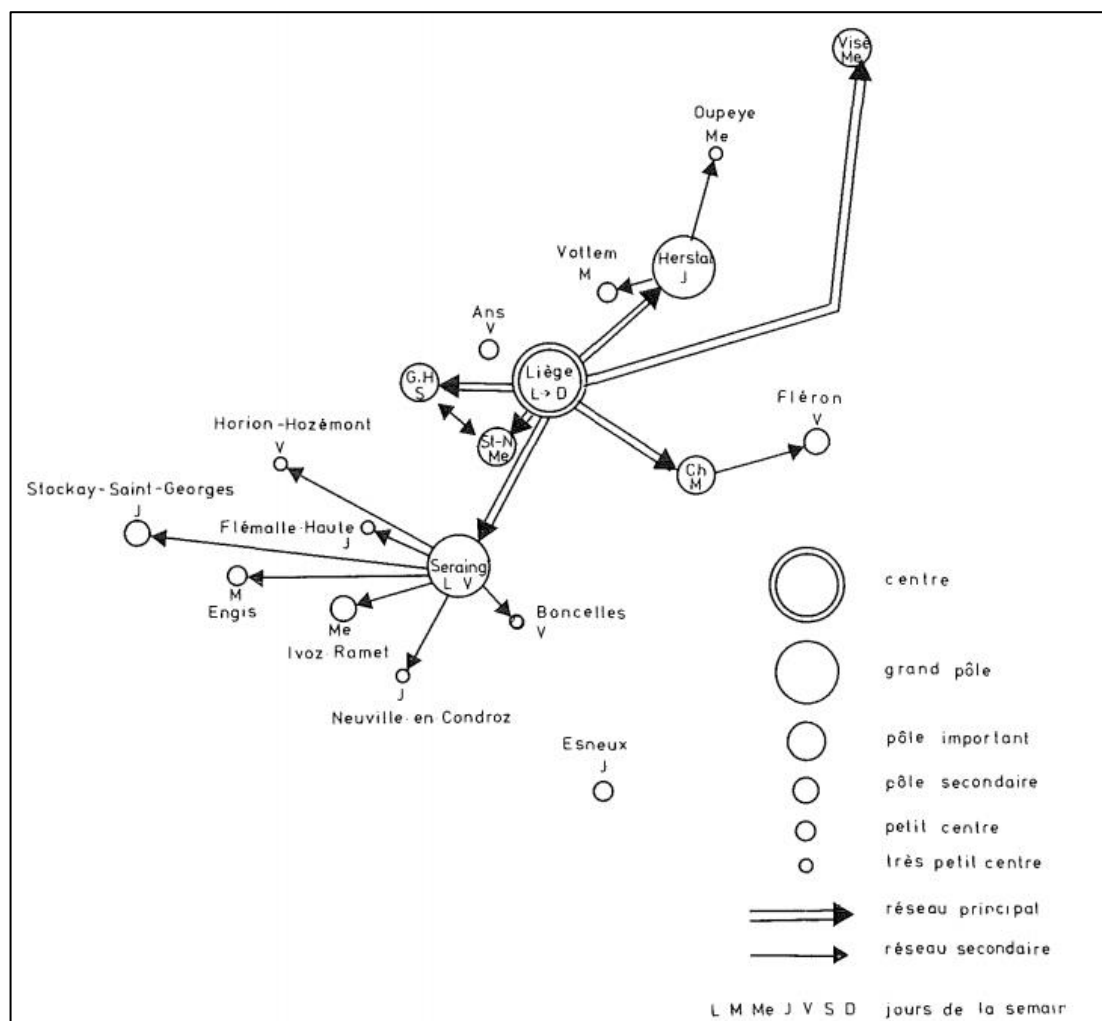 Visé
Me
Oupeye
Me
Vottem
M
Herstal
J
Ans
V
Liège
L→D
G.H
S
St-N
Me
Fléron
V
Ch
M
Horion-Hozémont
V
Stockay-Saint-Georges
J
Flémalle-Haute
J
Seraing
L V
M
Engis
Me
Ivoz-Ramet
Boncelles
V
J
Neuville-en-Condroz
Esneux
J
centre
grand pôle
pôle important
pôle secondaire
petit centre
très petit centre
réseau principal
réseau secondaire
L M Me J V S D jours de la semair